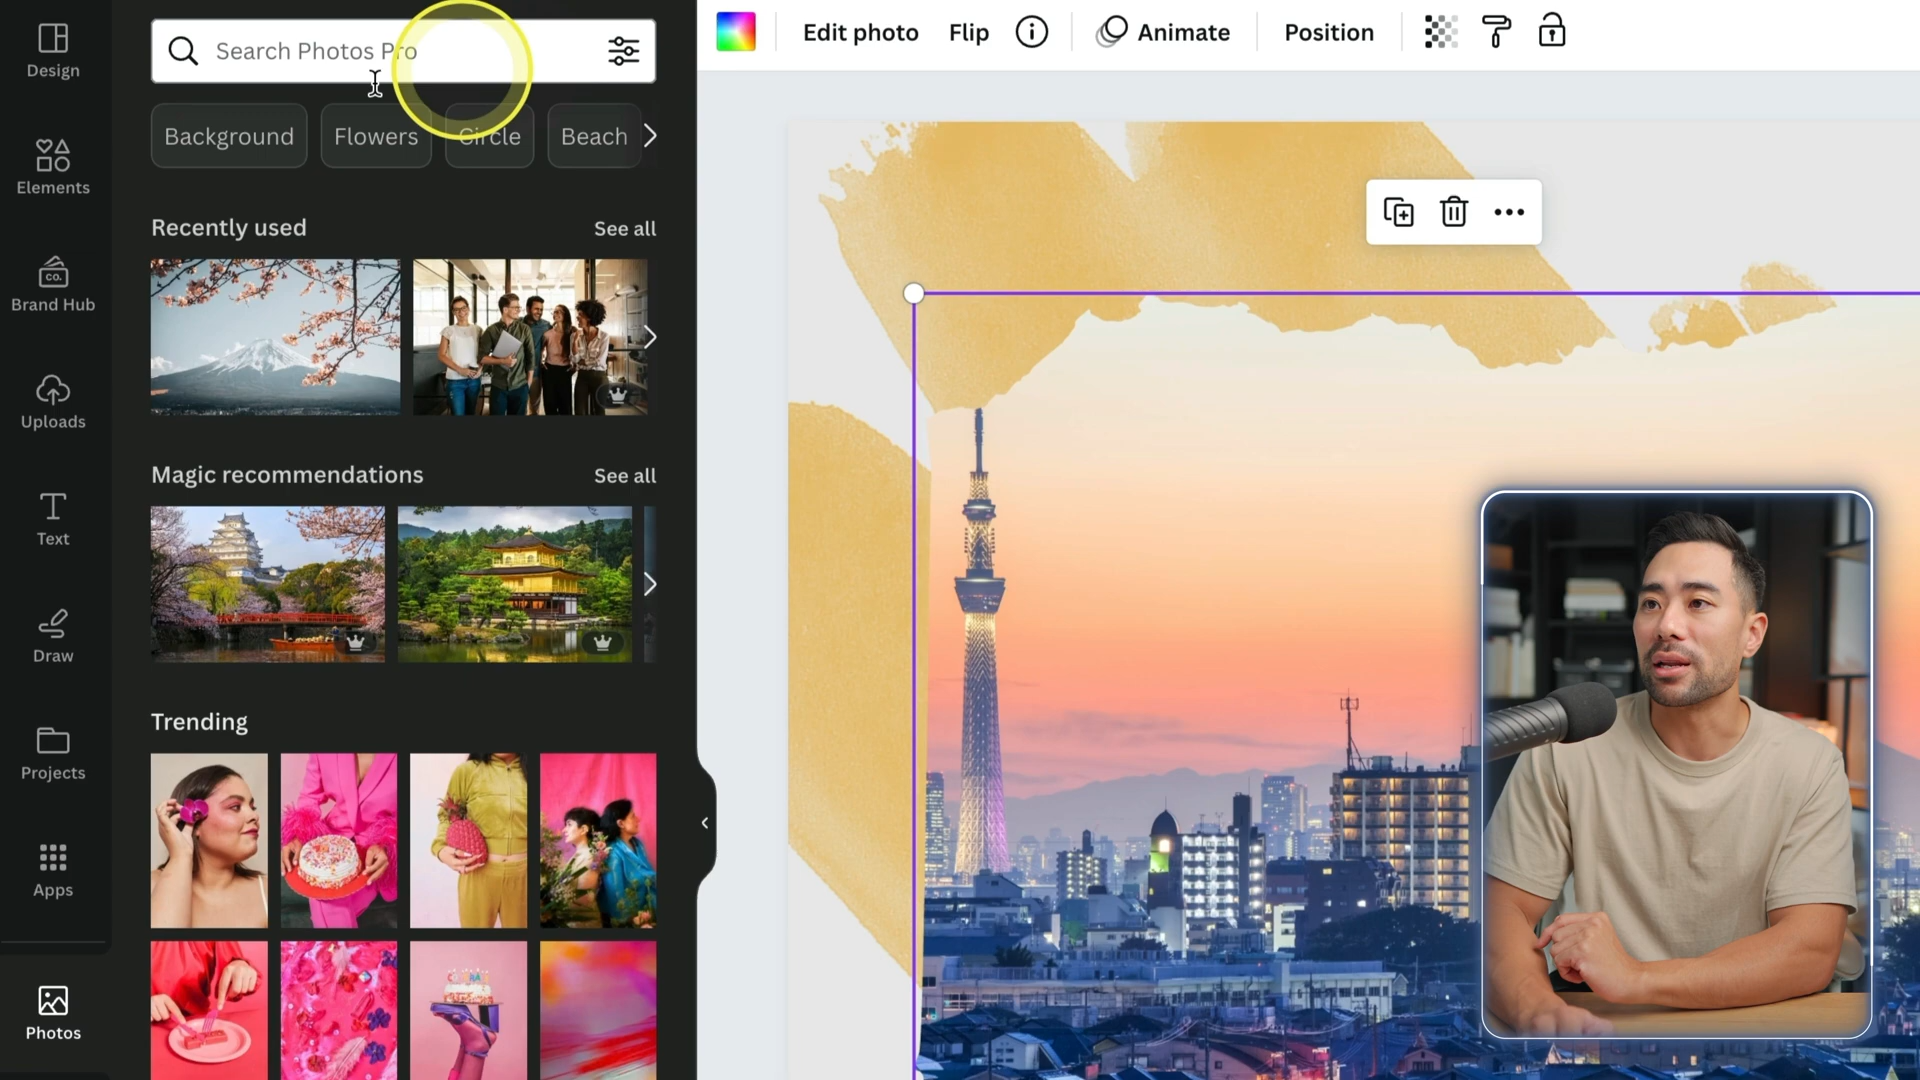 Design
Elements
CO.
Brand Hub
Uploads
Text
Draw
Projects
Apps
Photos
Search Photos Pro
Background
Flowers
Circle
Beach
Recently used
See all
Magic recommendations
See all
Trending
Edit photo
Flip
Animate
Position